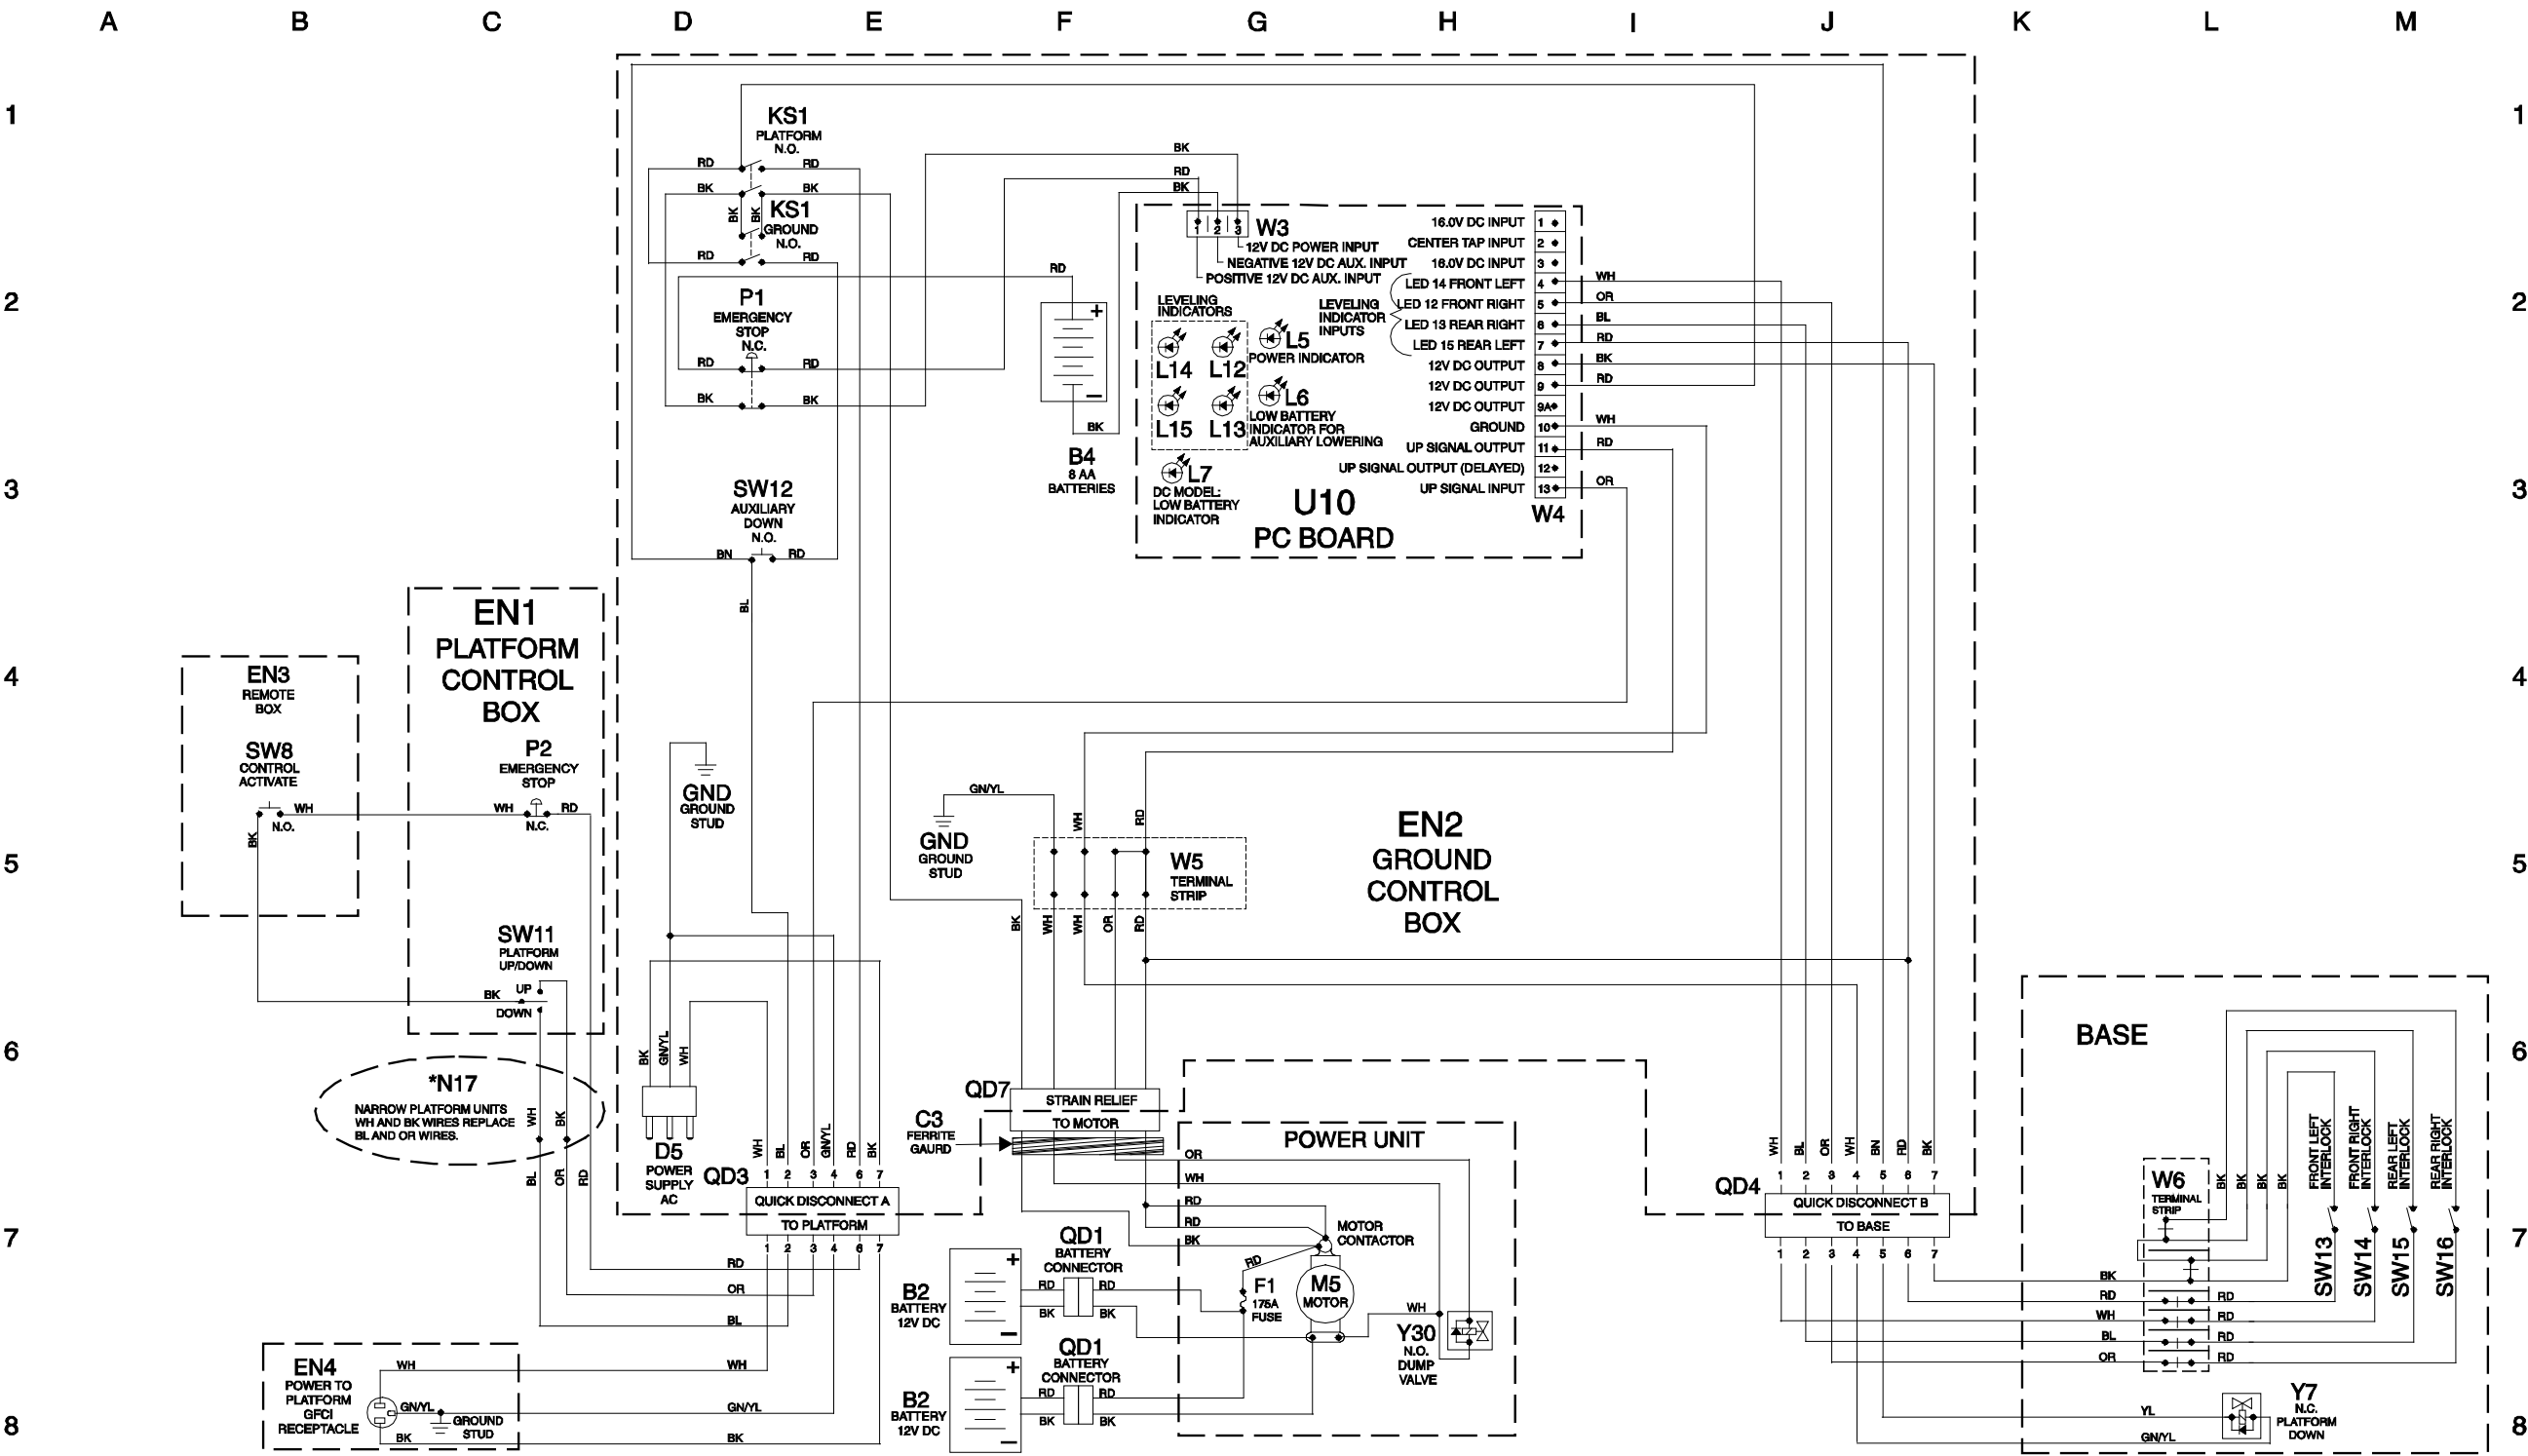 A B C D E F G H I J K L M
1 1
2 2
3 3
4 4
5 5
6 6
7 7
8 8
KS1
PLATFORM
N.O.
RD RD
BK BK
BK BK
KS1
GROUND
N.O.
RD RD
P1
EMERGENCY
STOP
N.C.
RD RD
BK BK
SW12
AUXILIARY
DOWN
N.O.
BN RD
BL
RD
+
−
BK
B4
8 AA
BATTERIES
BK
RD
BK
1 2 3
W3
12V DC POWER INPUT
NEGATIVE 12V DC AUX. INPUT
POSITIVE 12V DC AUX. INPUT
LEVELING
INDICATORS
L14 L12
L15 L13
L5
POWER INDICATOR
L6
LOW BATTERY
INDICATOR FOR
AUXILIARY LOWERING
L7
DC MODEL:
LOW BATTERY
INDICATOR
U10
PC BOARD
LEVELING
INDICATOR
INPUTS
16.0V DC INPUT 1
CENTER TAP INPUT 2
16.0V DC INPUT 3
LED 14 FRONT LEFT 4 WH
LED 12 FRONT RIGHT 5 OR
LED 13 REAR RIGHT 6 BL
LED 15 REAR LEFT 7 RD
12V DC OUTPUT 8 BK
12V DC OUTPUT 9 RD
12V DC OUTPUT 9A
GROUND 10 WH
UP SIGNAL OUTPUT 11 RD
UP SIGNAL OUTPUT (DELAYED) 12
UP SIGNAL INPUT 13 OR
W4
EN3
REMOTE
BOX
SW8
CONTROL
ACTIVATE
WH
N.O.
BK
EN1
PLATFORM
CONTROL
BOX
P2
EMERGENCY
STOP
WH RD
N.C.
SW11
PLATFORM
UP/DOWN
BK UP
DOWN
*N17
NARROW PLATFORM UNITS
WH AND BK WIRES REPLACE
BL AND OR WIRES.
WH BK
BL OR RD
GND
GROUND
STUD
GN/YL
GND
GROUND
STUD
WH RD
W5
TERMINAL
STRIP
BK WH WH OR RD
EN2
GROUND
CONTROL
BOX
BK GN/YL WH
D5
POWER
SUPPLY
AC
WH BL OR GN/YL RD BK
QD3
1 2 3 4 6 7
QUICK DISCONNECT A
TO PLATFORM
1 2 3 4 6 7
RD
OR
BL
WH
GN/YL
BK
EN4
POWER TO
PLATFORM
GFCI
RECEPTACLE
WH
GN/YL
GROUND
STUD
BK
QD7
STRAIN RELIEF
TO MOTOR
C3
FERRITE
GAURD
POWER UNIT
OR
WH
RD
RD
BK
MOTOR
CONTACTOR
RD
F1
175A
FUSE
M5
MOTOR
WH
Y30
N.O.
DUMP
VALVE
QD1
BATTERY
CONNECTOR
RD RD
BK BK
B2
BATTERY
12V DC
+
−
QD1
BATTERY
CONNECTOR
RD RD
BK BK
B2
BATTERY
12V DC
+
−
WH BL OR WH BN RD BK
QD4
1 2 3 4 5 6 7
QUICK DISCONNECT B
TO BASE
1 2 3 4 5 6 7
BASE
W6
TERMINAL
STRIP
BK BK BK BK
FRONT LEFT
INTERLOCK
FRONT RIGHT
INTERLOCK
REAR LEFT
INTERLOCK
REAR RIGHT
INTERLOCK
SW13 SW14 SW15 SW16
BK
RD RD
WH RD
BL RD
OR RD
YL
GN/YL
Y7
N.C.
PLATFORM
DOWN